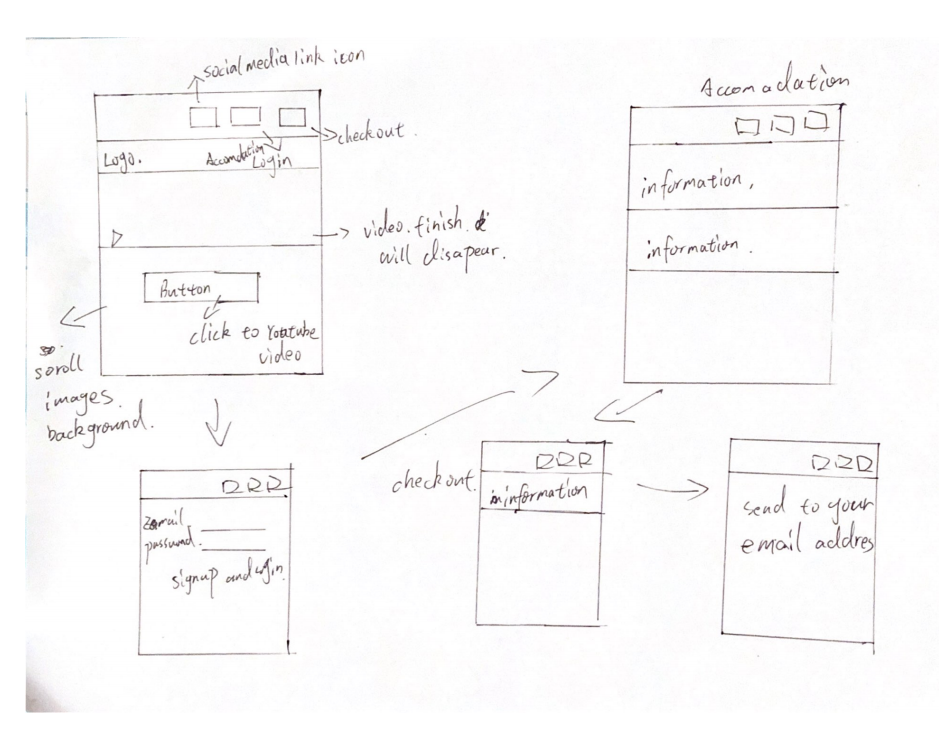 social media link icon
checkout.
Logo.
Accomdation
Login
video. finish.
will disapear.
Button
click to Youtube
video
scroll
images.
background.
Accomadation
information,
information.
Email
password.
signup and login
checkout.
information
send to your
email addres